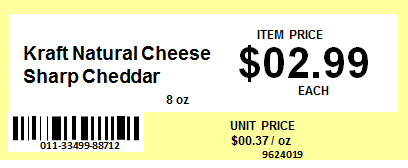 ITEM PRICE
Kraft Natural Cheese
Sharp Cheddar
$02.99
EACH
8 oz
011-33499-88712
UNIT PRICE
$00.37 / oz
9624019